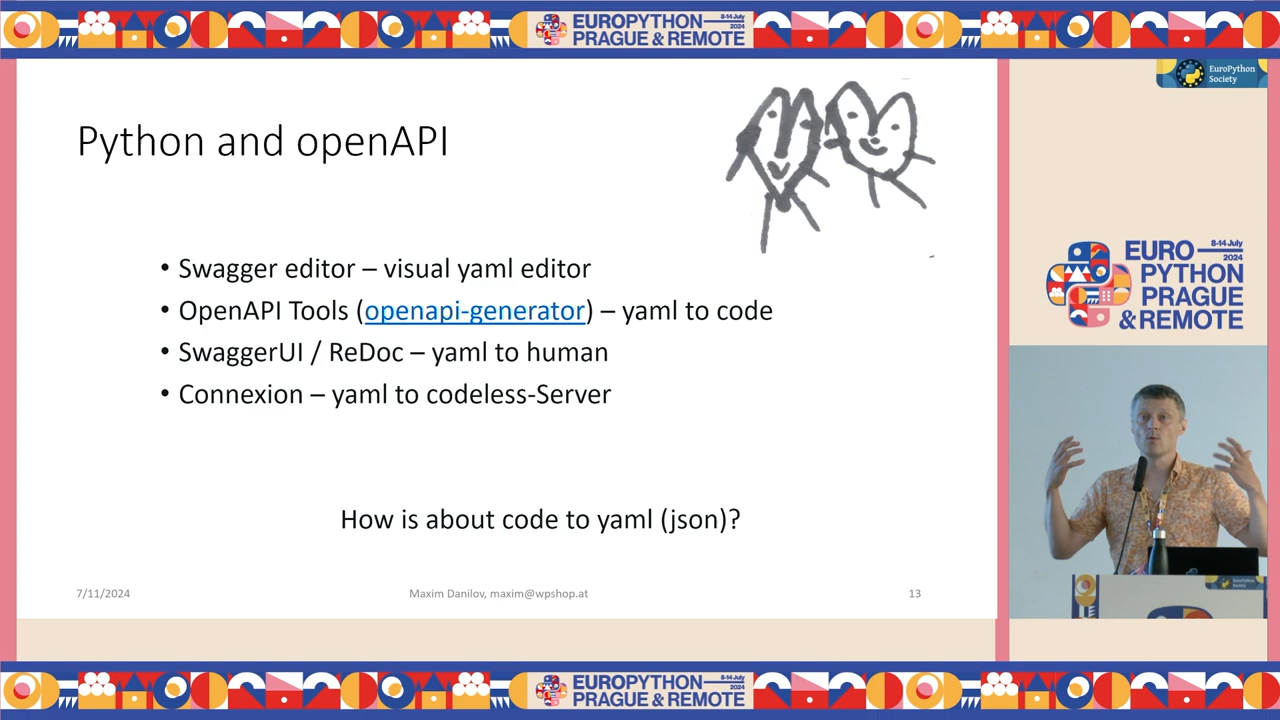 EUROPYTHON
8-14 July
2024
PRAGUE & REMOTE
EuroPython
Society
Python and openAPI
• Swagger editor – visual yaml editor
• OpenAPI Tools (openapi-generator) – yaml to code
• SwaggerUI / ReDoc – yaml to human
• Connexion – yaml to codeless-Server
How is about code to yaml (json)?
7/11/2024
Maxim Danilov, maxim@wpshop.at
13
EURO
8-14 July
2024
PYTHON
PRAGUE
& REMOTE
EUROPYTHON
8-14 July
2024
PRAGUE & REMOTE